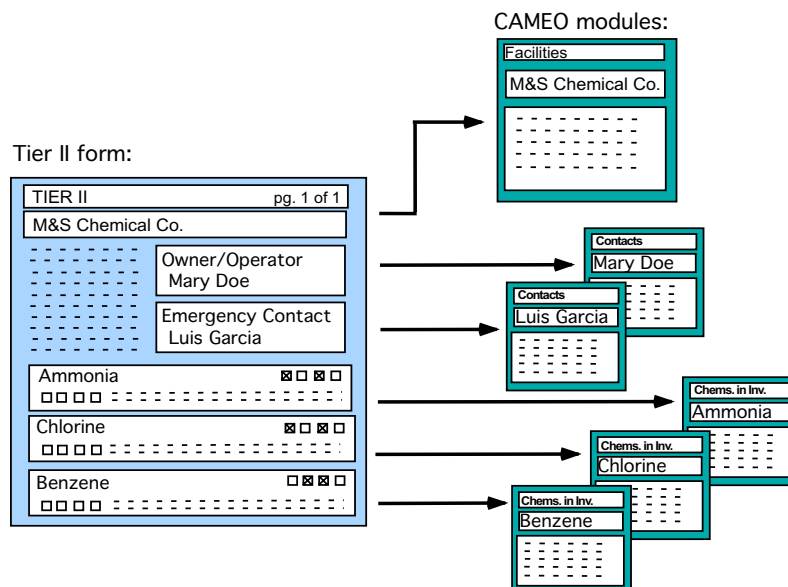 CAMEO modules:
Facilities
M&S Chemical Co.
Tier II form:
TIER II pg. 1 of 1
M&S Chemical Co.
Owner/Operator
Mary Doe
Emergency Contact
Luis Garcia
Ammonia
Chlorine
Benzene
Contacts
Mary Doe
Contacts
Luis Garcia
Chems. in Inv.
Ammonia
Chems. in Inv.
Chlorine
Chems. in Inv.
Benzene